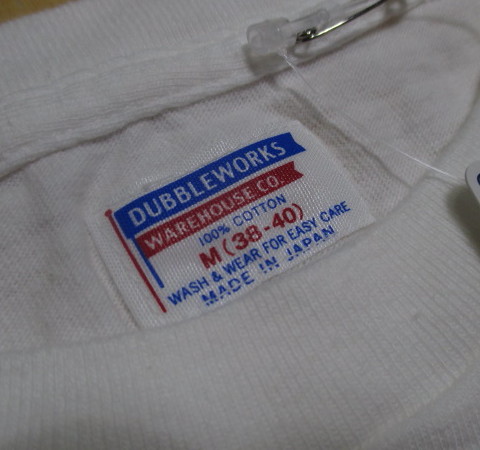 DUBBLEWORKS
WAREHOUSE CO.
100% COTTON
M (38-40)
WASH & WEAR FOR EASY CARE
MADE IN JAPAN